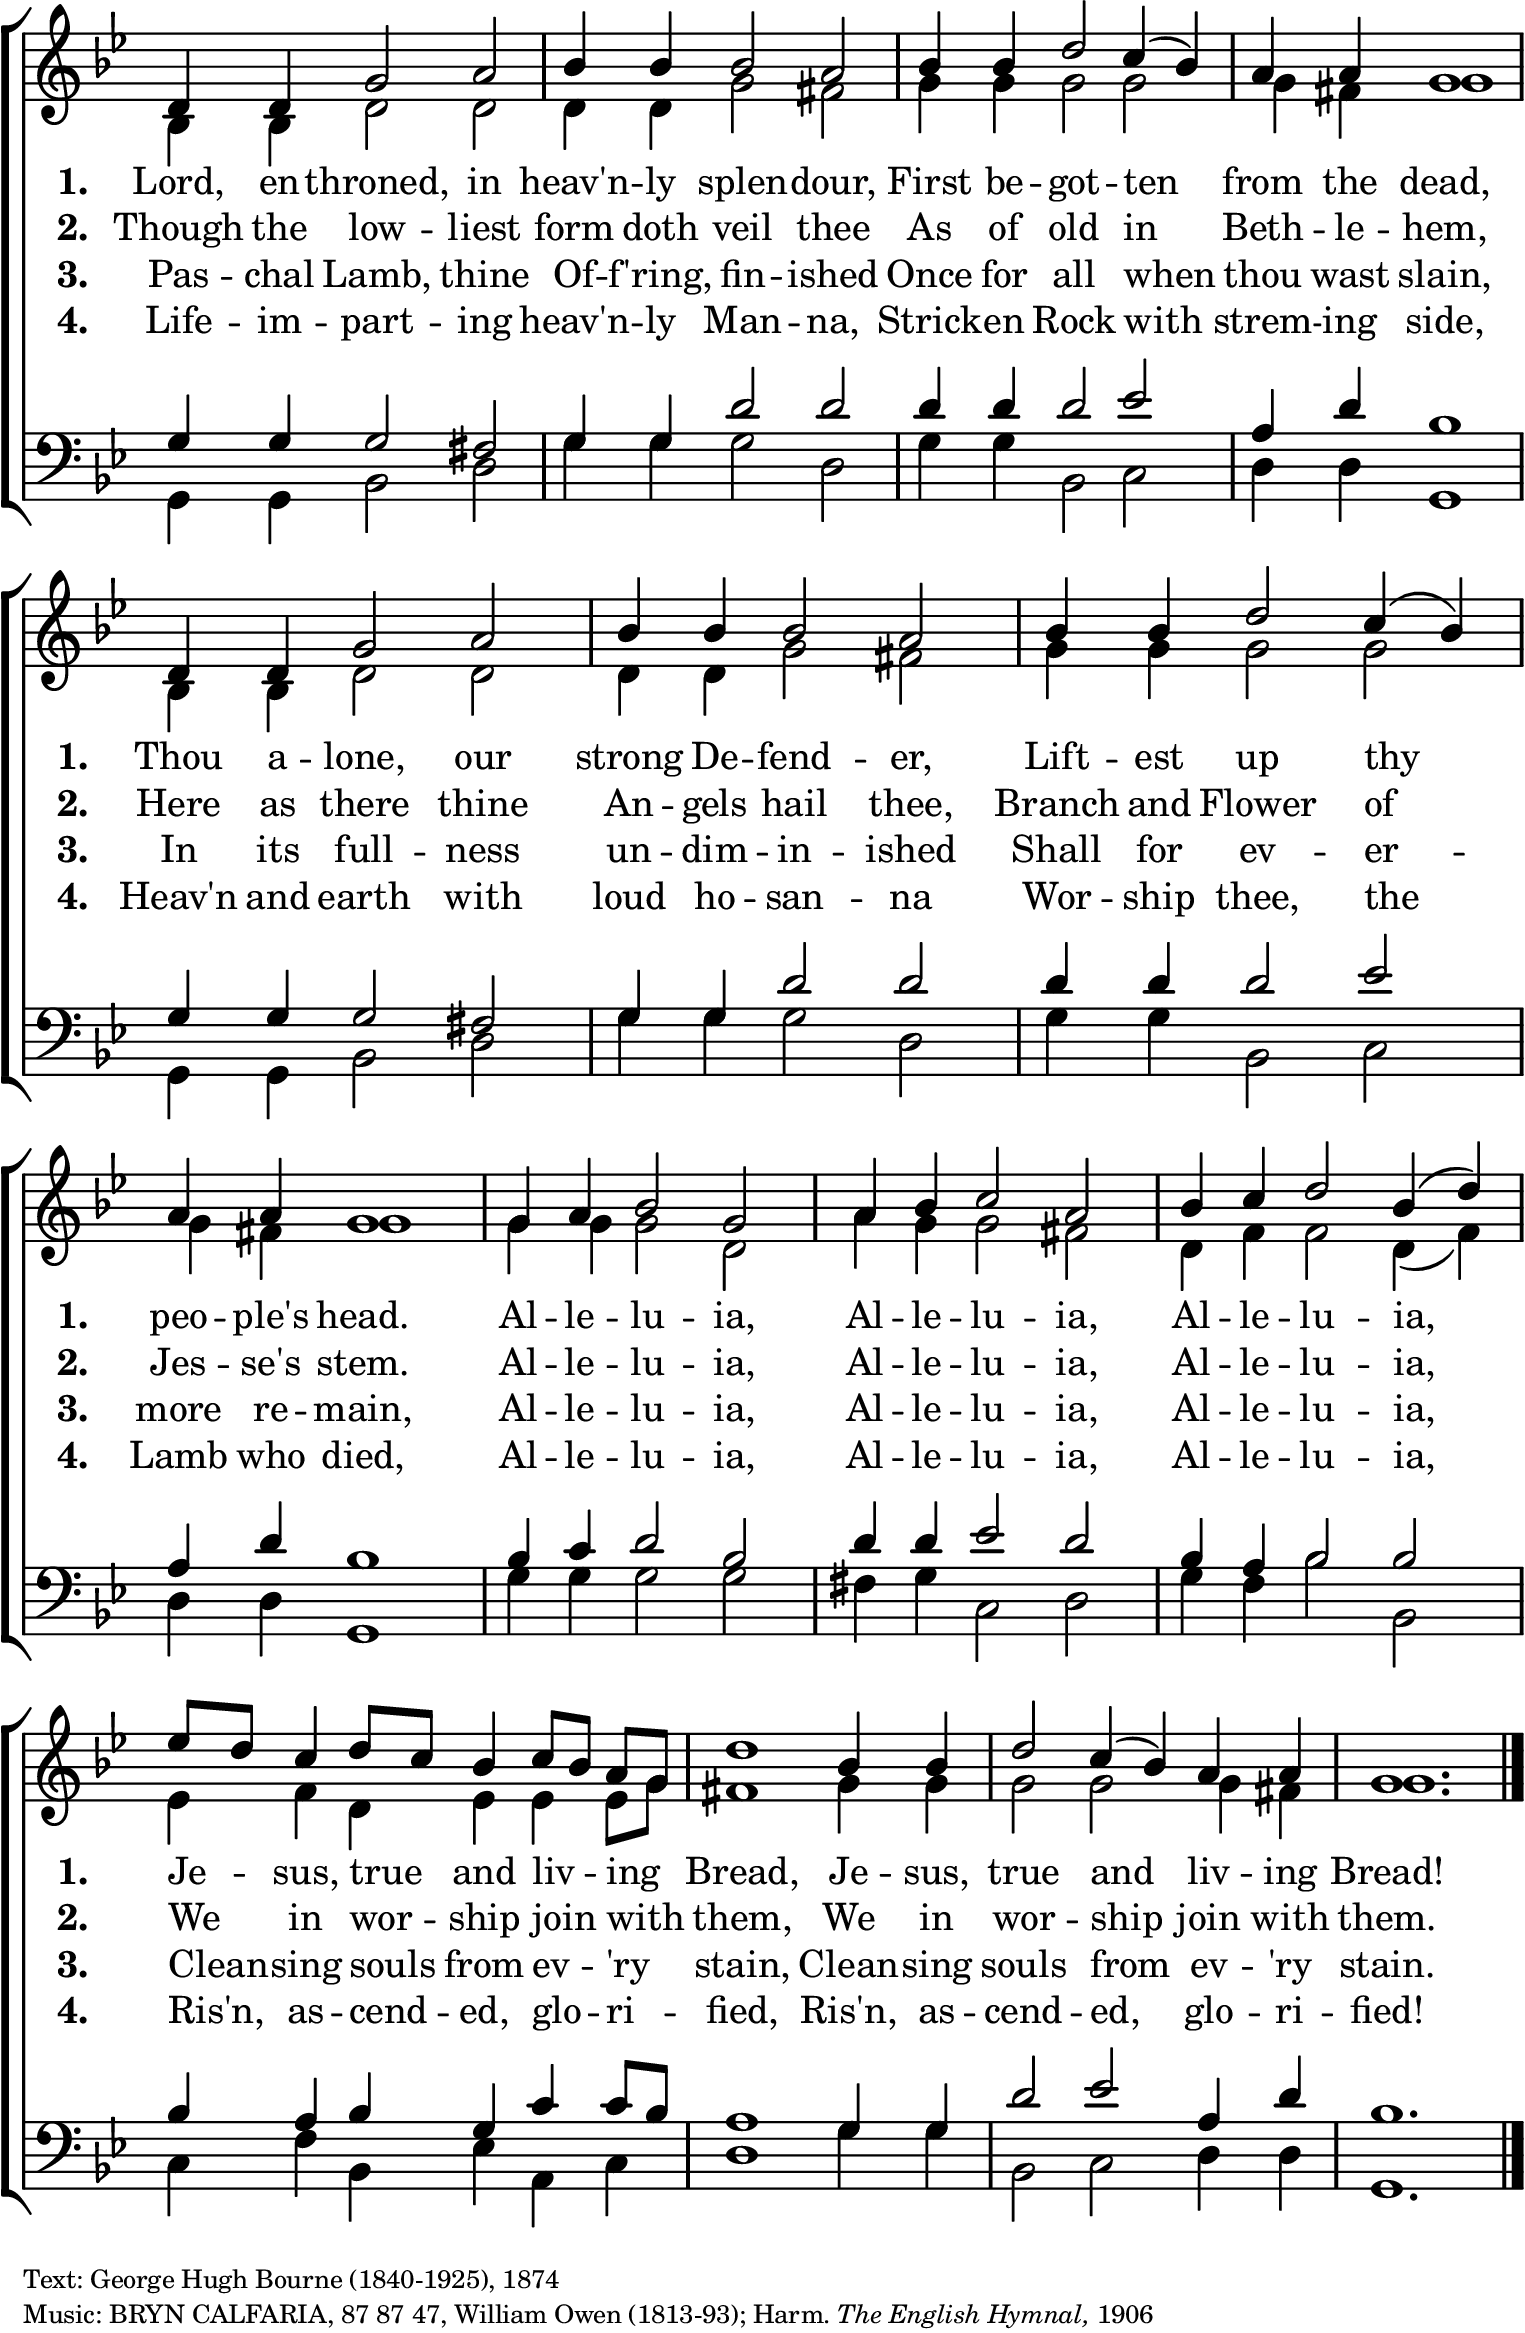 1. Lord, en -- throned, in heav'n -- ly splen -- dour, First be -- got -- ten from the dead,
2. Though the low -- liest form doth veil thee As of old in Beth -- le -- hem,
3. Pas -- chal Lamb, thine Of -- f'ring, fin -- ished Once for all when thou wast slain,
4. Life -- im -- part -- ing heav'n -- ly Man -- na, Stricken Rock with strem -- ing side,
1. Thou a -- lone, our strong De -- fend -- er, Lift -- est up thy
2. Here as there thine An -- gels hail thee, Branch and Flower of
3. In its full -- ness un -- dim -- in -- ished Shall for ev -- er --
4. Heav'n and earth with loud ho -- san -- na Wor -- ship thee, the
1. peo -- ple's head. Al -- le -- lu -- ia, Al -- le -- lu -- ia, Al -- le -- lu -- ia,
2. Jes -- se's stem. Al -- le -- lu -- ia, Al -- le -- lu -- ia, Al -- le -- lu -- ia,
3. more re -- main, Al -- le -- lu -- ia, Al -- le -- lu -- ia, Al -- le -- lu -- ia,
4. Lamb who died, Al -- le -- lu -- ia, Al -- le -- lu -- ia, Al -- le -- lu -- ia,
1. Je -- sus, true and liv -- ing Bread, Je -- sus, true and liv -- ing Bread!
2. We in wor -- ship join with them, We in wor -- ship join with them.
3. Clean -- sing souls from ev -- 'ry stain, Clean -- sing souls from ev -- 'ry stain.
4. Ris'n, as -- cend -- ed, glo -- ri -- fied, Ris'n, as -- cend -- ed, glo -- ri -- fied!
Text: George Hugh Bourne (1840-1925), 1874
Music: BRYN CALFARIA, 87 87 47, William Owen (1813-93); Harm. The English Hymnal, 1906